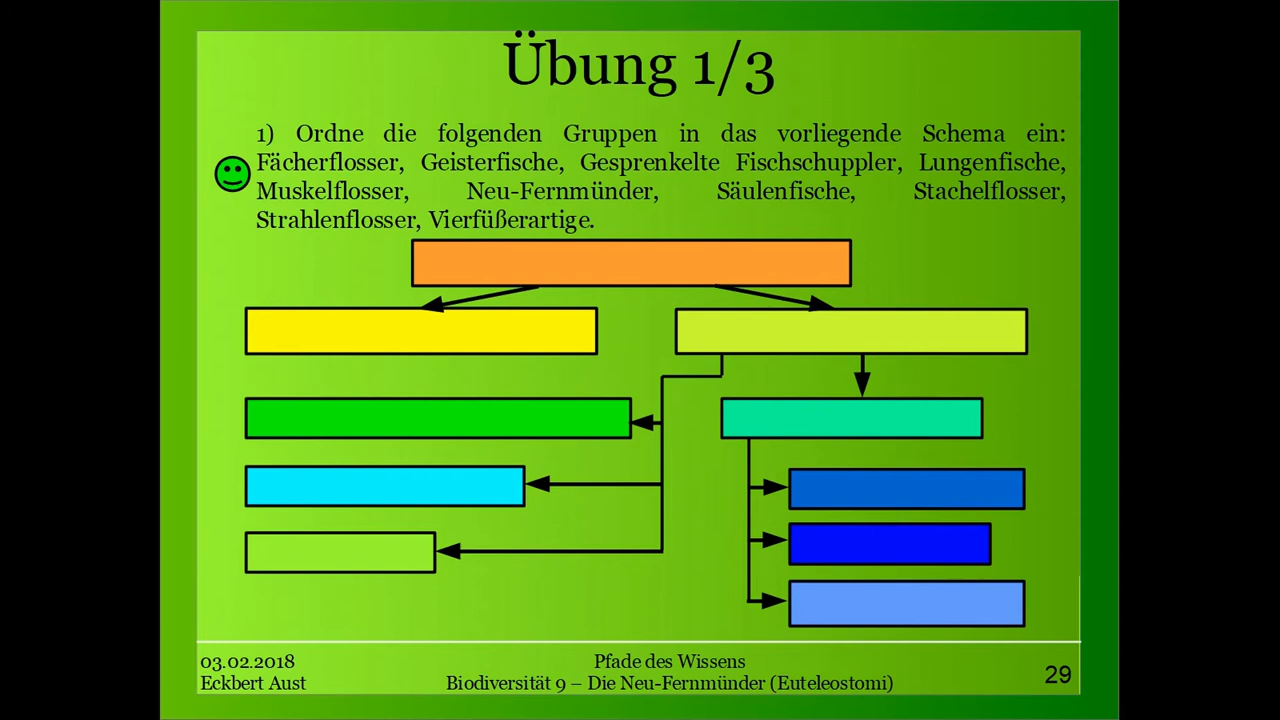 Übung 1/3
1) Ordne die folgenden Gruppen in das vorliegende Schema ein:
Fächerflosser, Geisterfische, Gesprenkelte Fischschuppler, Lungenfische,
Muskelflosser, Neu-Fernmünder, Säulenfische, Stachelflosser,
Strahlenflosser, Vierfüßerartige.
03.02.2018
Eckbert Aust
Pfade des Wissens
Biodiversität 9 – Die Neu-Fernmünder (Euteleostomi)
29